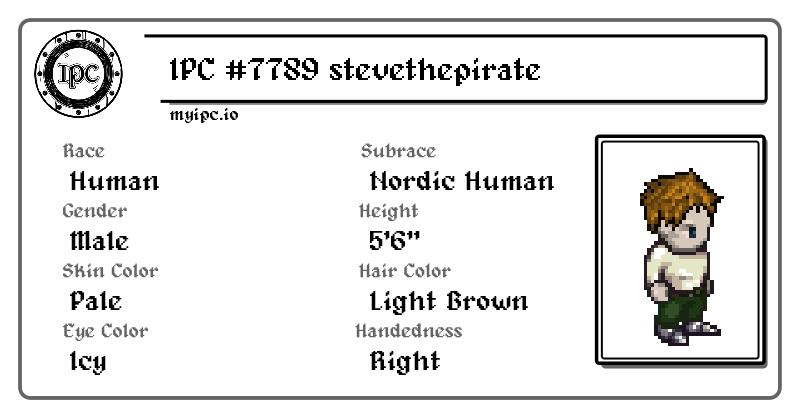 IPC
IPC #7789 stevethepirate
myipc.io
Race
Subrace
Human
Nordic Human
Gender
Height
Male
5'6"
Skin Color
Hair Color
Pale
Light Brown
Eye Color
Handedness
Icy
Right